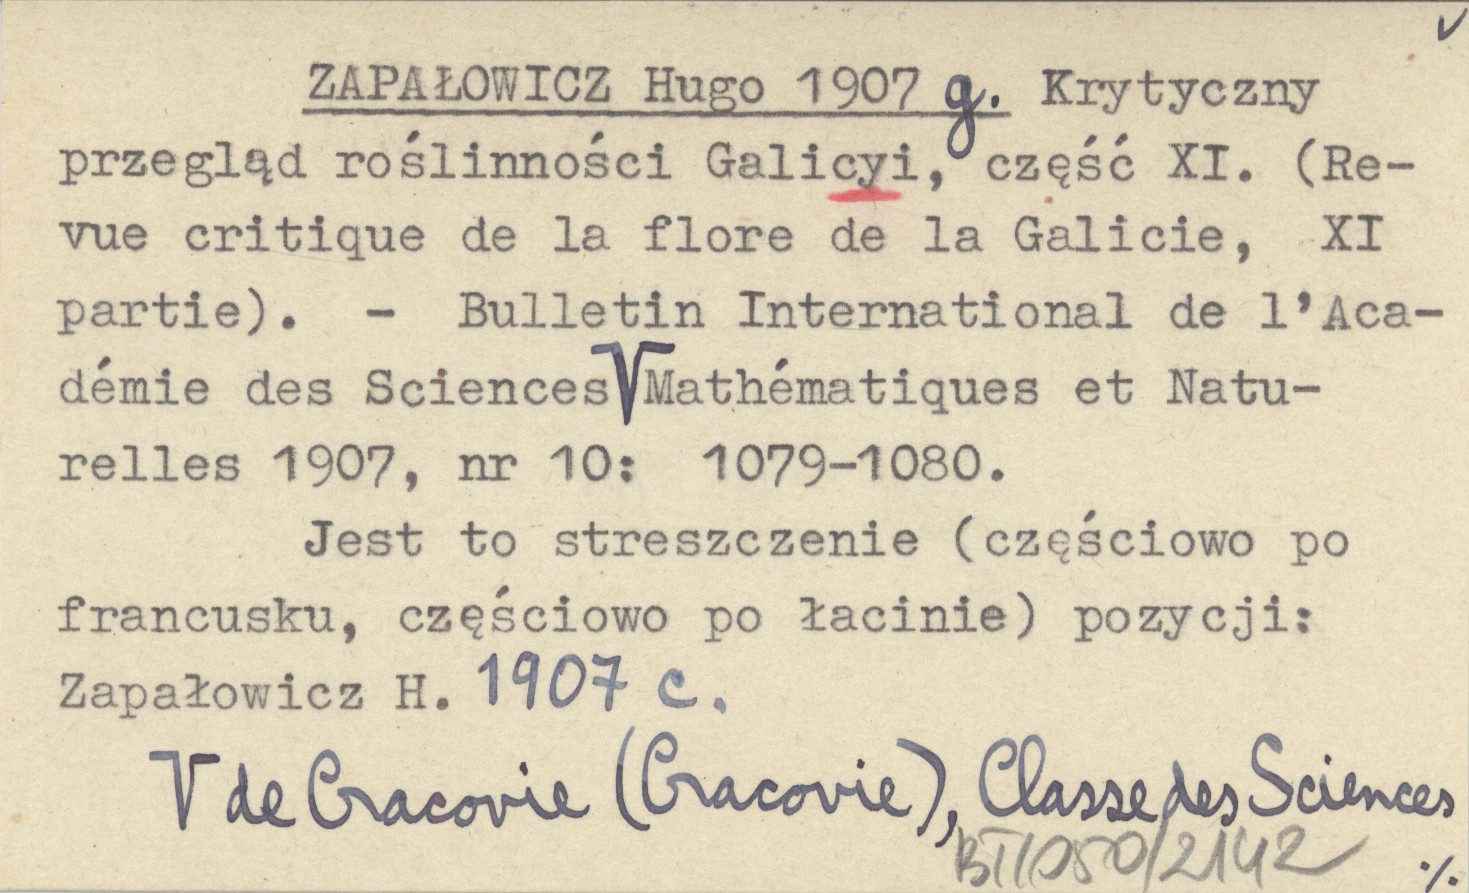 ZAPAŁOWICZ Hugo 1907 g. Krytyczny
przegląd roślinności Galicyi, część XI. (Re-
vue critique de la flore de la Galicie, XI
partie). - Bulletin International de l'Aca-
démie des Sciences V Mathématiques et Natu-
relles 1907, nr 10: 1079-1080.
Jest to streszczenie (częściowo po
francusku, częściowo po łacinie) pozycji:
Zapałowicz H. 1907 c.
V de Cracovie (Cracovie), Classe des Sciences
BT/050/2142
./.